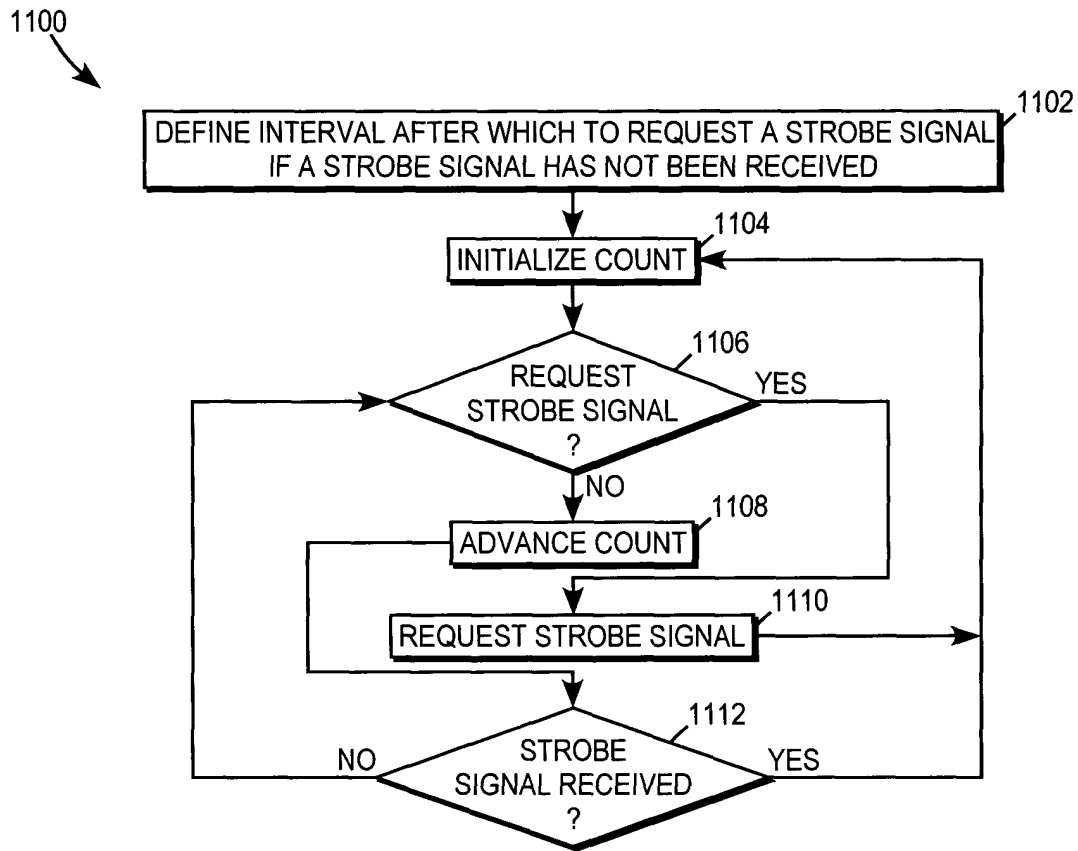 1100
1102
DEFINE INTERVAL AFTER WHICH TO REQUEST A STROBE SIGNAL
IF A STROBE SIGNAL HAS NOT BEEN RECEIVED
1104
INITIALIZE COUNT
1106
REQUEST
STROBE SIGNAL
?
YES
NO
1108
ADVANCE COUNT
1110
REQUEST STROBE SIGNAL
1112
STROBE
SIGNAL RECEIVED
?
NO
YES